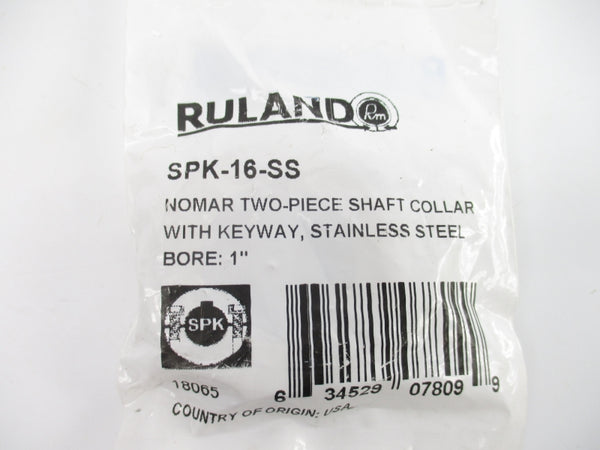 RULAND
Rm
SPK-16-SS
NOMAR TWO-PIECE SHAFT COLLAR
WITH KEYWAY, STAINLESS STEEL
BORE: 1"
SPK
18065
6 34529 07809 9
COUNTRY OF ORIGIN: USA